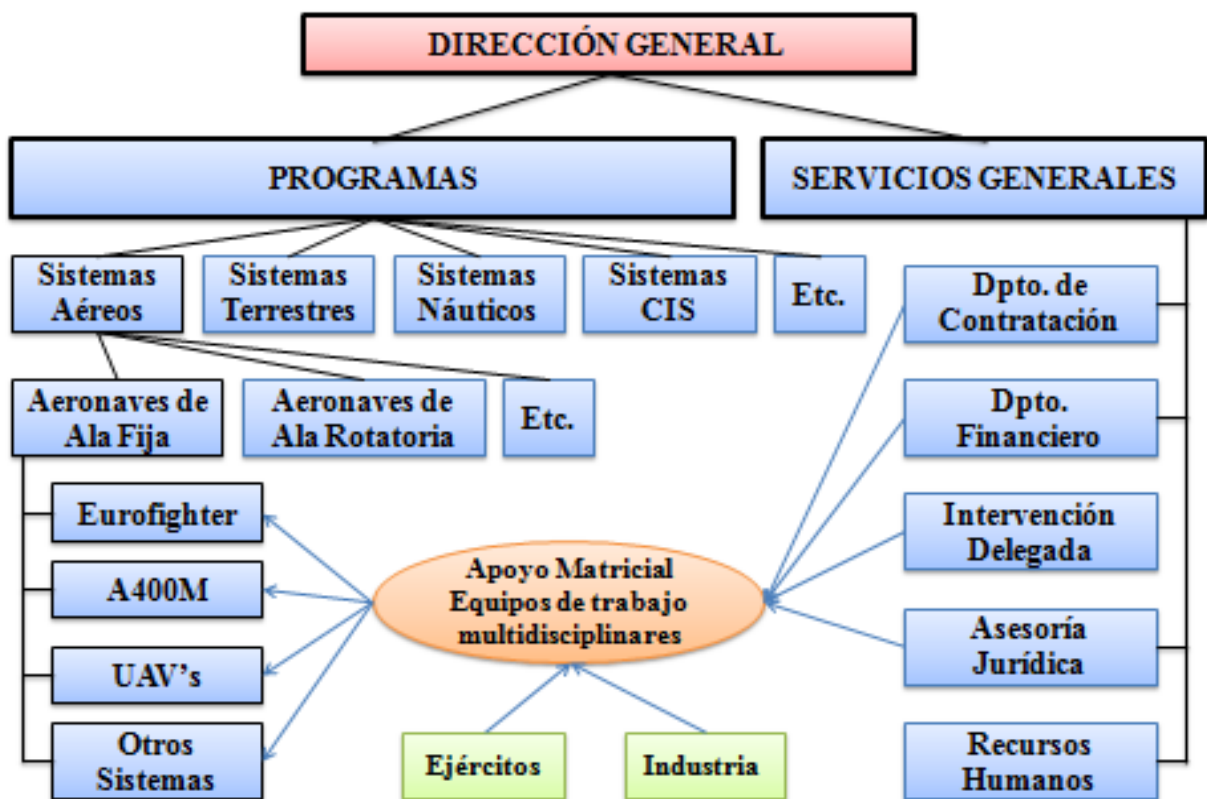 DIRECCIÓN GENERAL
PROGRAMAS
SERVICIOS GENERALES
Sistemas
Aéreos
Sistemas
Terrestres
Sistemas
Náuticos
Sistemas
CIS
Etc.
Aeronaves de
Ala Fija
Aeronaves de
Ala Rotatoria
Etc.
Eurofighter
A400M
UAV's
Otros
Sistemas
Apoyo Matricial
Equipos de trabajo
multidisciplinares
Ejércitos
Industria
Dpto. de
Contratación
Dpto.
Financiero
Intervención
Delegada
Asesoría
Jurídica
Recursos
Humanos